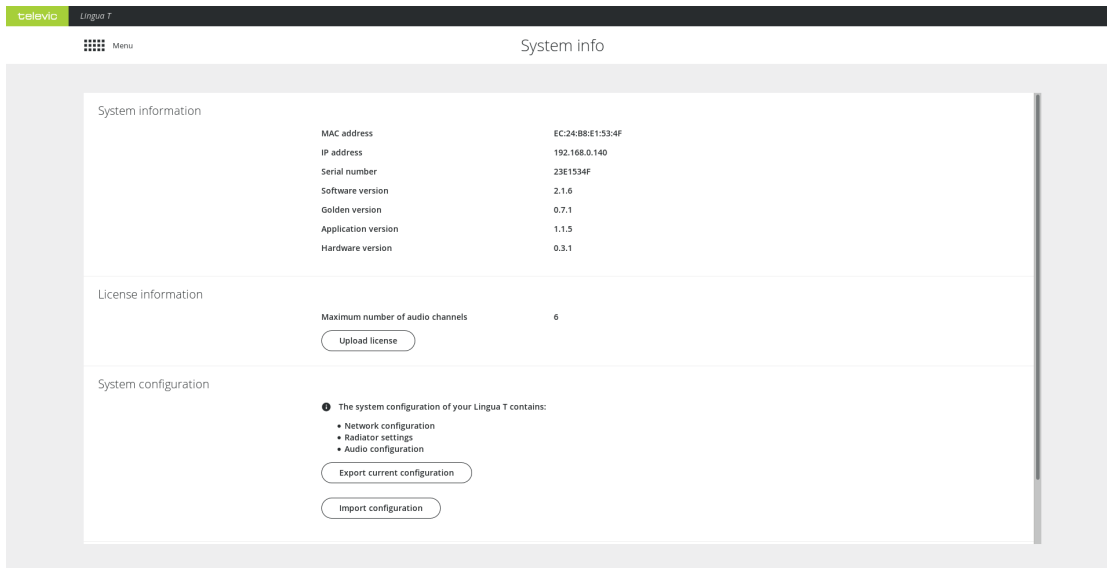 televic Lingua T
Menu System info
System information
MAC address EC:24:B8:E1:53:4F
IP address 192.168.0.140
Serial number 23E1534F
Software version 2.1.6
Golden version 0.7.1
Application version 1.1.5
Hardware version 0.3.1
License information
Maximum number of audio channels 6
Upload license
System configuration
The system configuration of your Lingua T contains:
• Network configuration
• Radiator settings
• Audio configuration
Export current configuration
Import configuration